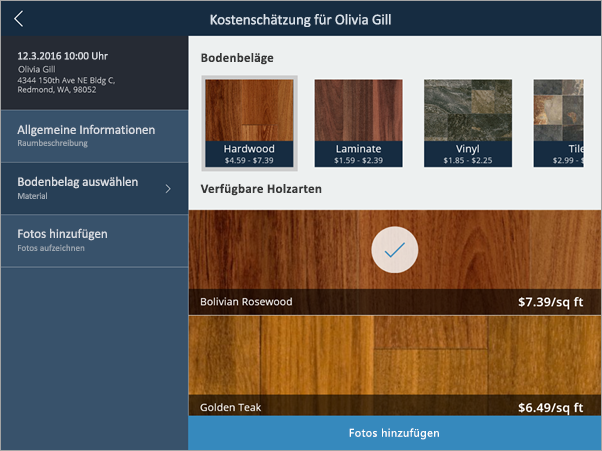 Kostenschätzung für Olivia Gill
12.3.2016 10:00 Uhr
Olivia Gill
4344 150th Ave NE Bldg C,
Redmond, WA, 98052
Allgemeine Informationen
Raumbeschreibung
Bodenbelag auswählen
Material
Fotos hinzufügen
Fotos aufzeichnen
Bodenbeläge
Hardwood
$4.59 - $7.39
Laminate
$1.59 - $2.39
Vinyl
$1.85 - $2.25
Tile
$2.99 - $
Verfügbare Holzarten
Bolivian Rosewood
$7.39/sq ft
Golden Teak
$6.49/sq ft
Fotos hinzufügen